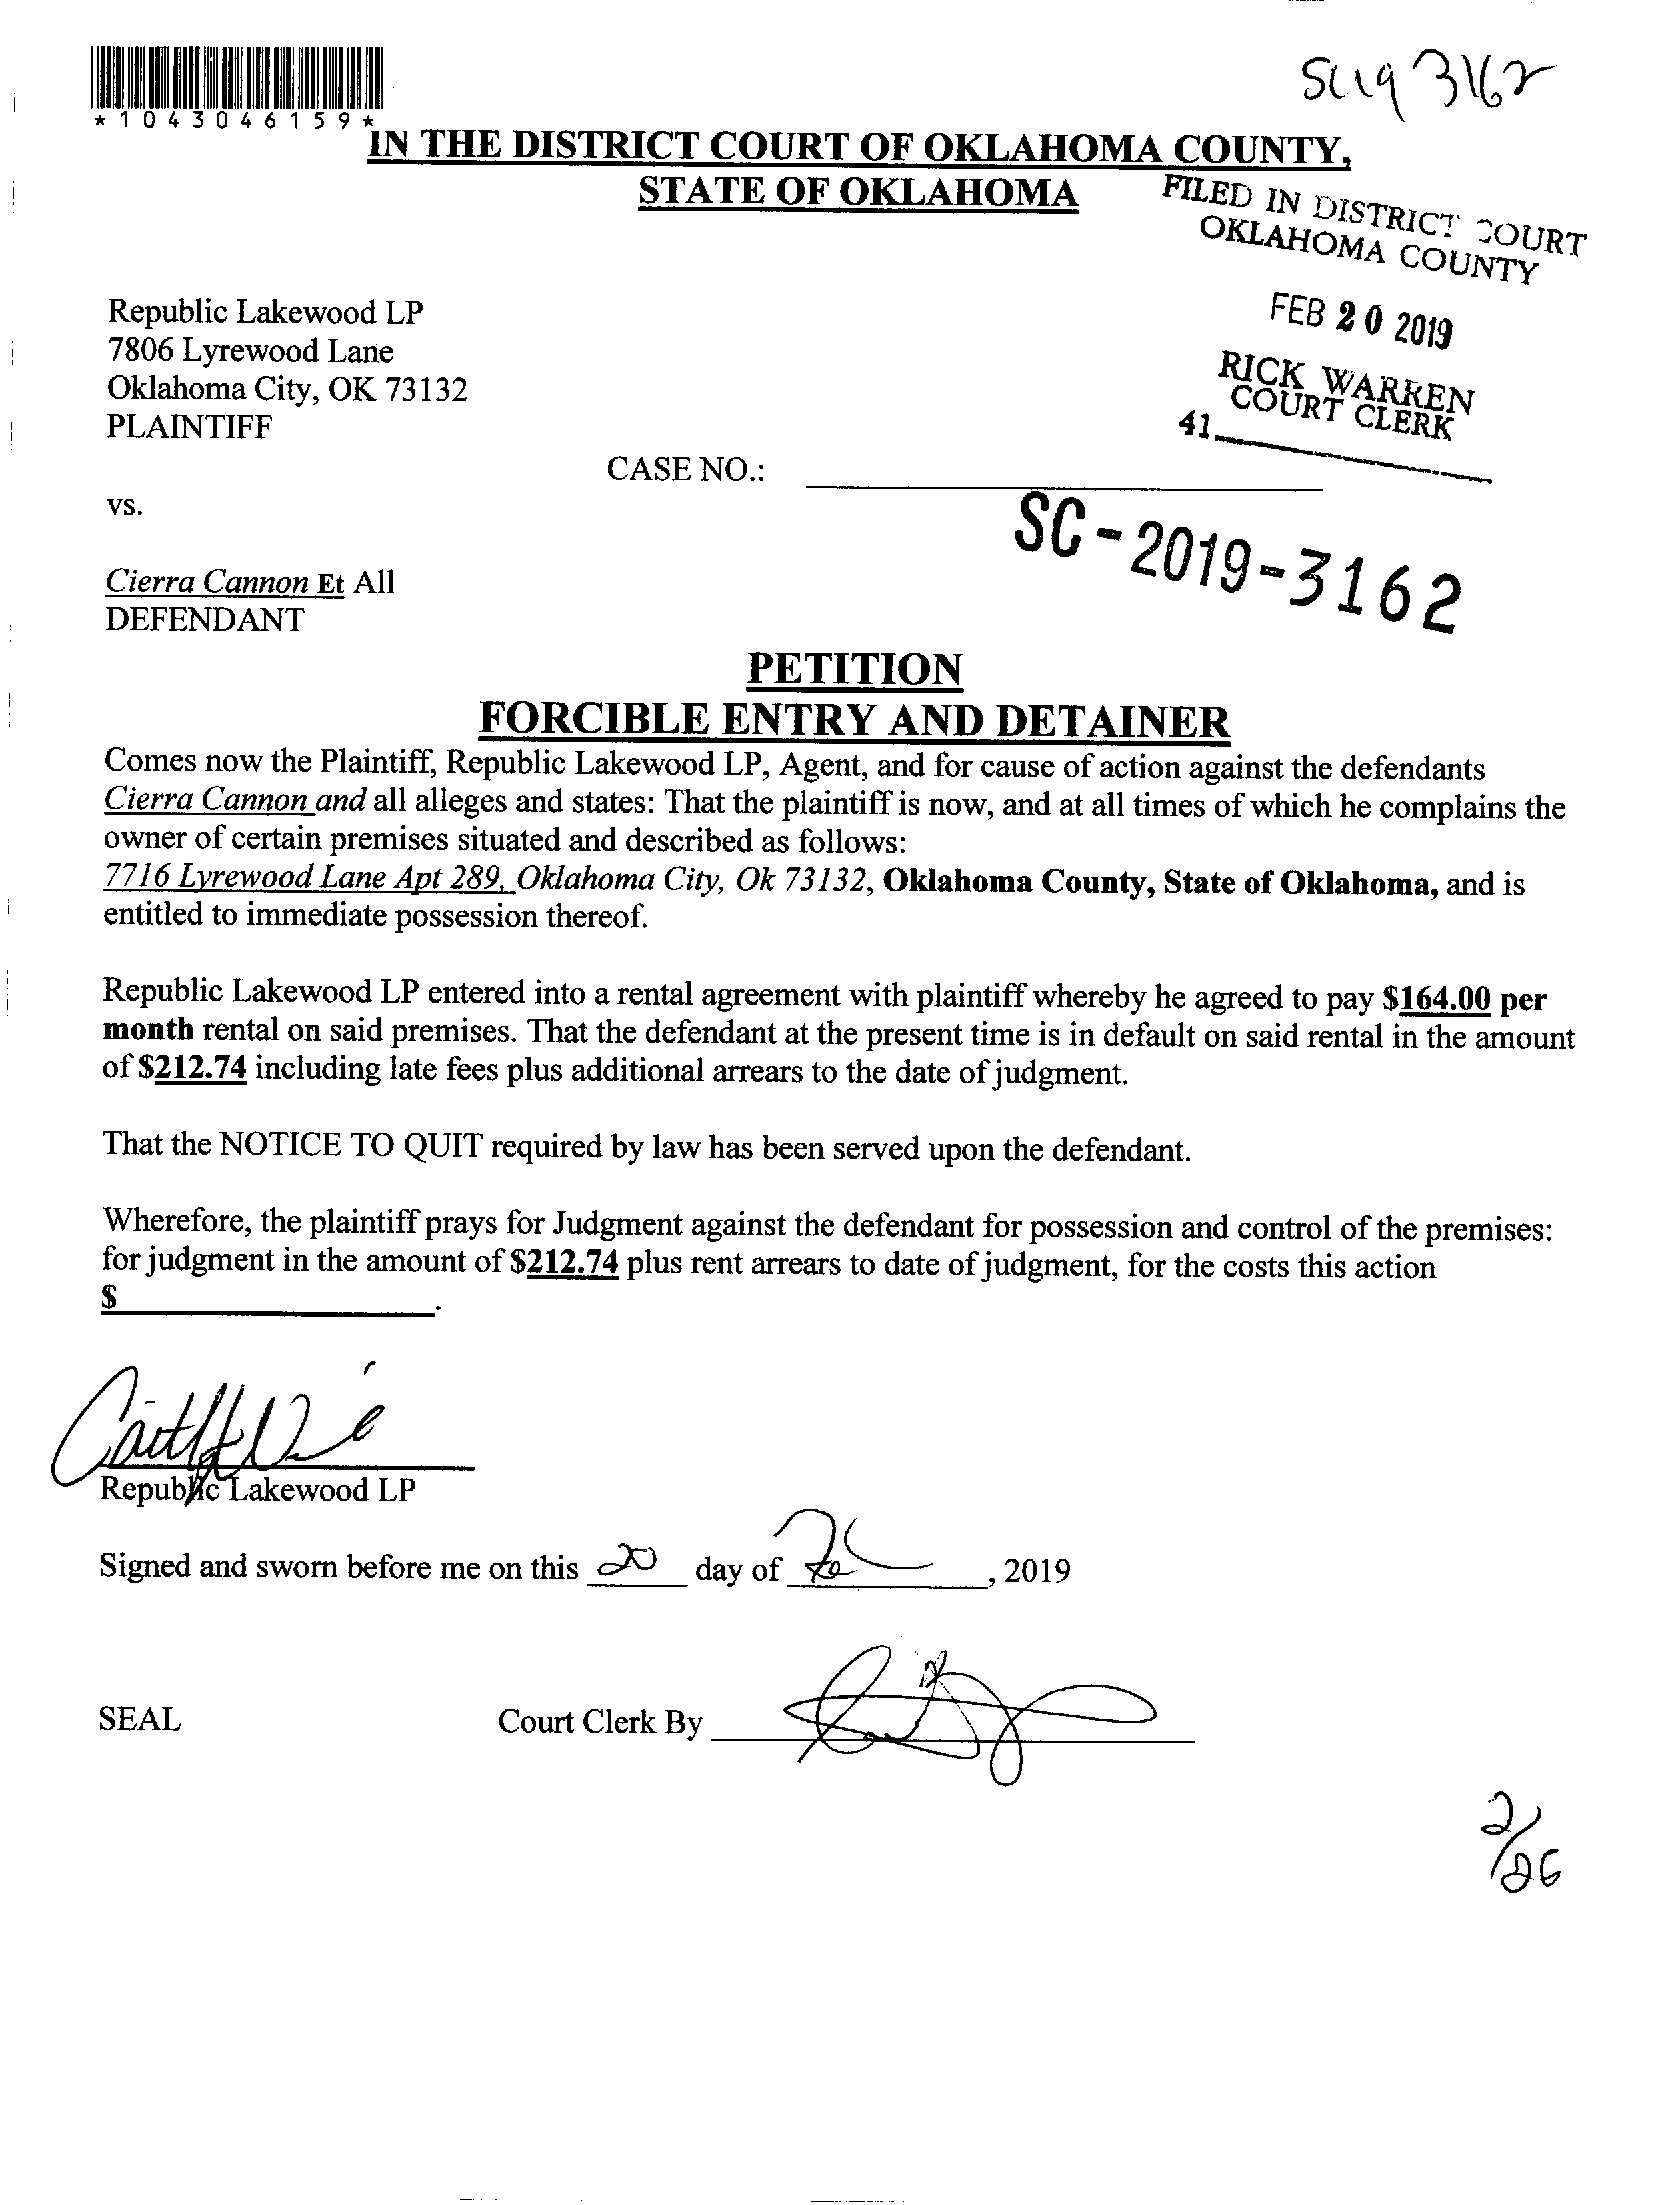 SC19 3162
*1043046159*
IN THE DISTRICT COURT OF OKLAHOMA COUNTY,
STATE OF OKLAHOMA
FILED IN DISTRICT COURT
OKLAHOMA COUNTY
FEB 20 2019
RICK WARREN
COURT CLERK
41
Republic Lakewood LP
7806 Lyrewood Lane
Oklahoma City, OK 73132
PLAINTIFF
CASE NO.:
vs.
SC-2019-3162
Cierra Cannon Et All
DEFENDANT
PETITION
FORCIBLE ENTRY AND DETAINER
Comes now the Plaintiff, Republic Lakewood LP, Agent, and for cause of action against the defendants
Cierra Cannon and all alleges and states: That the plaintiff is now, and at all times of which he complains the
owner of certain premises situated and described as follows:
7716 Lyrewood Lane Apt 289, Oklahoma City, Ok 73132, Oklahoma County, State of Oklahoma, and is
entitled to immediate possession thereof.
Republic Lakewood LP entered into a rental agreement with plaintiff whereby he agreed to pay $164.00 per
month rental on said premises. That the defendant at the present time is in default on said rental in the amount
of $212.74 including late fees plus additional arrears to the date of judgment.
That the NOTICE TO QUIT required by law has been served upon the defendant.
Wherefore, the plaintiff prays for Judgment against the defendant for possession and control of the premises:
for judgment in the amount of $212.74 plus rent arrears to date of judgment, for the costs this action
$ .
Republic Lakewood LP
Signed and sworn before me on this 20 day of , 2019
SEAL Court Clerk By
2/26